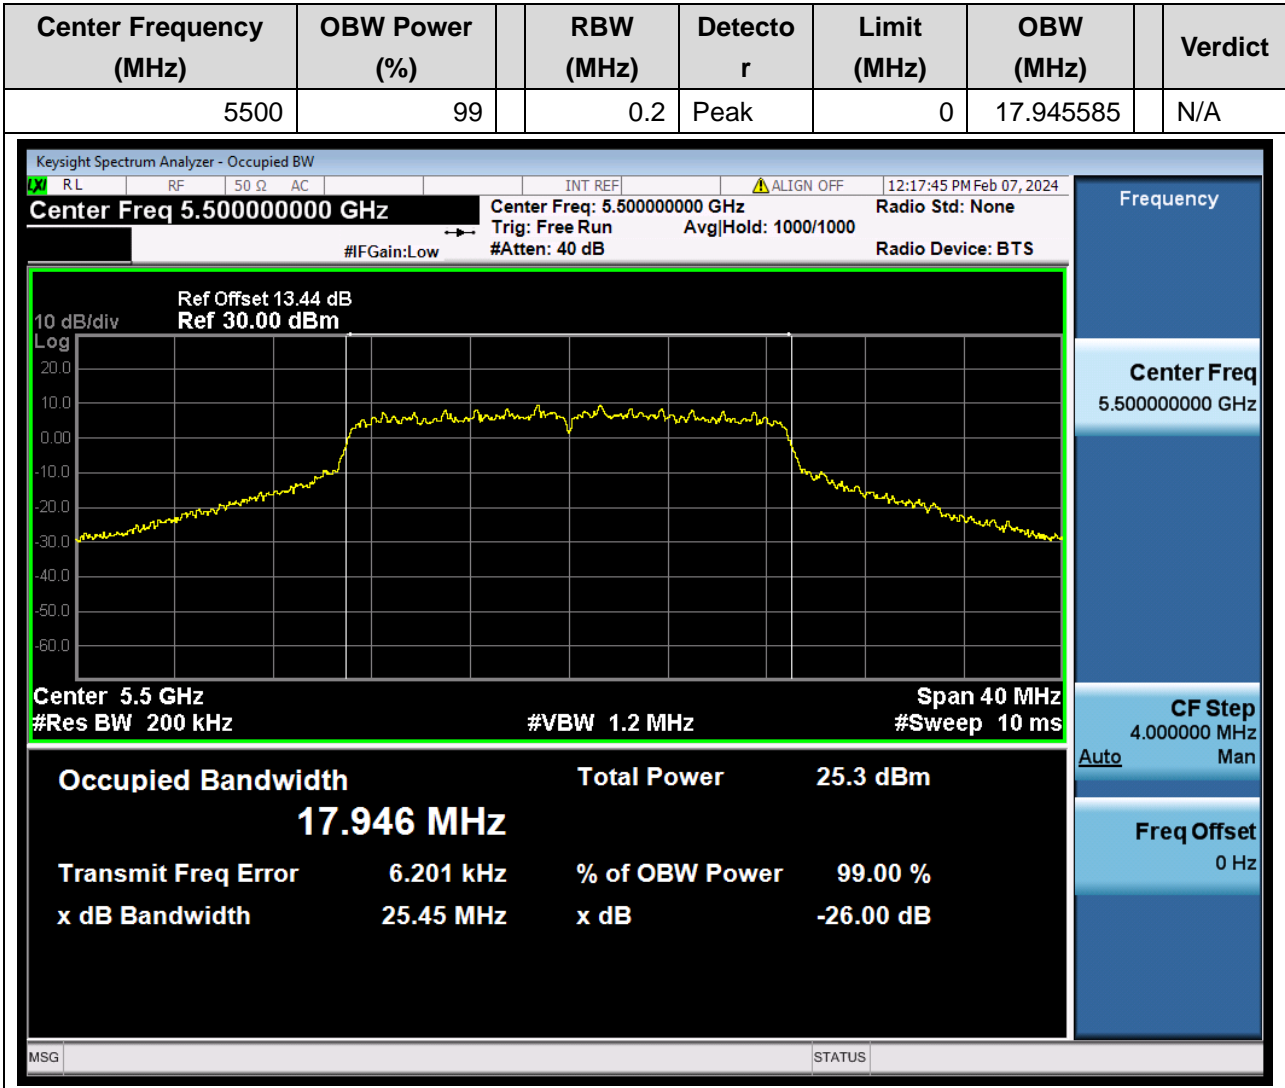 Center Frequency (MHz) OBW Power (%) RBW (MHz) Detector Limit (MHz) OBW (MHz) Verdict
5500 99 0.2 Peak 0 17.945585 N/A
Keysight Spectrum Analyzer - Occupied BW
LXI RL RF 50 Ω AC INT REF ALIGN OFF 12:17:45 PM Feb 07, 2024
Center Freq 5.500000000 GHz
Center Freq: 5.500000000 GHz
Radio Std: None
Trig: Free Run Avg|Hold: 1000/1000
#IFGain:Low #Atten: 40 dB Radio Device: BTS
Frequency
Ref Offset 13.44 dB
10 dB/div Ref 30.00 dBm
Log
20.0
10.0
0.00
-10.0
-20.0
-30.0
-40.0
-50.0
-60.0
Center 5.5 GHz Span 40 MHz
#Res BW 200 kHz #VBW 1.2 MHz #Sweep 10 ms
Center Freq
5.500000000 GHz
CF Step
4.000000 MHz
Auto Man
Freq Offset
0 Hz
Occupied Bandwidth Total Power 25.3 dBm
17.946 MHz
Transmit Freq Error 6.201 kHz % of OBW Power 99.00 %
x dB Bandwidth 25.45 MHz x dB -26.00 dB
MSG STATUS